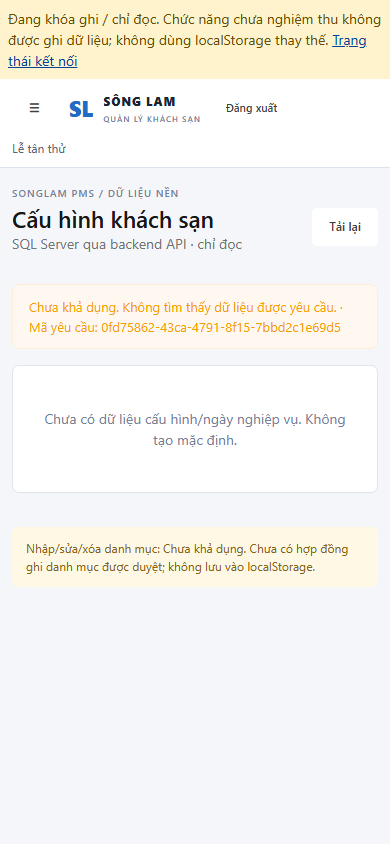 Đang khóa ghi / chỉ đọc. Chức năng chưa nghiệm thu không
được ghi dữ liệu; không dùng localStorage thay thế. Trạng
thái kết nối
☰
SL
SÔNG LAM
QUẢN LÝ KHÁCH SẠN
Đăng xuất
Lễ tân thử
SONGLAM PMS / DỮ LIỆU NỀN
Cấu hình khách sạn
SQL Server qua backend API · chỉ đọc
Tải lại
Chưa khả dụng. Không tìm thấy dữ liệu được yêu cầu. ·
Mã yêu cầu: 0fd75862-43ca-4791-8f15-7bbd2c1e69d5
Chưa có dữ liệu cấu hình/ngày nghiệp vụ. Không
tạo mặc định.
Nhập/sửa/xóa danh mục: Chưa khả dụng. Chưa có hợp đồng
ghi danh mục được duyệt; không lưu vào localStorage.